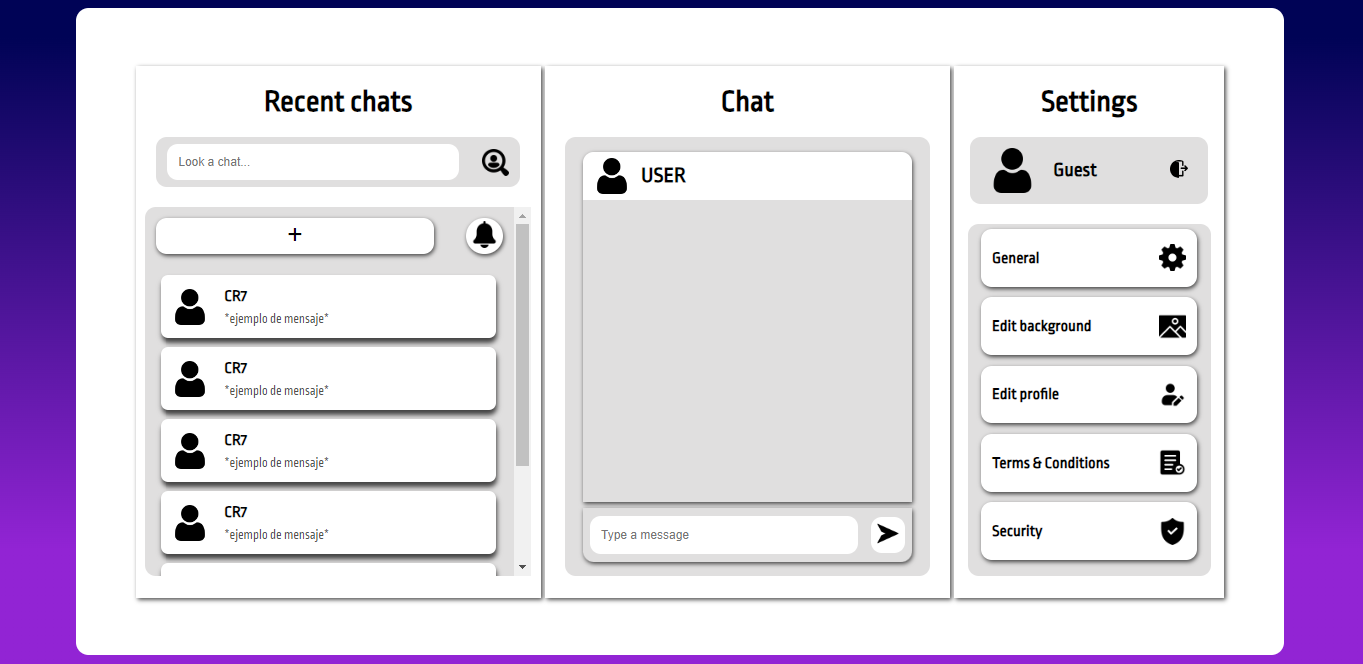 Recent chats
Look a chat...
+
CR7
*ejemplo de mensaje*
CR7
*ejemplo de mensaje*
CR7
*ejemplo de mensaje*
CR7
*ejemplo de mensaje*
Chat
USER
Type a message
Settings
Guest
General
Edit background
Edit profile
Terms & Conditions
Security